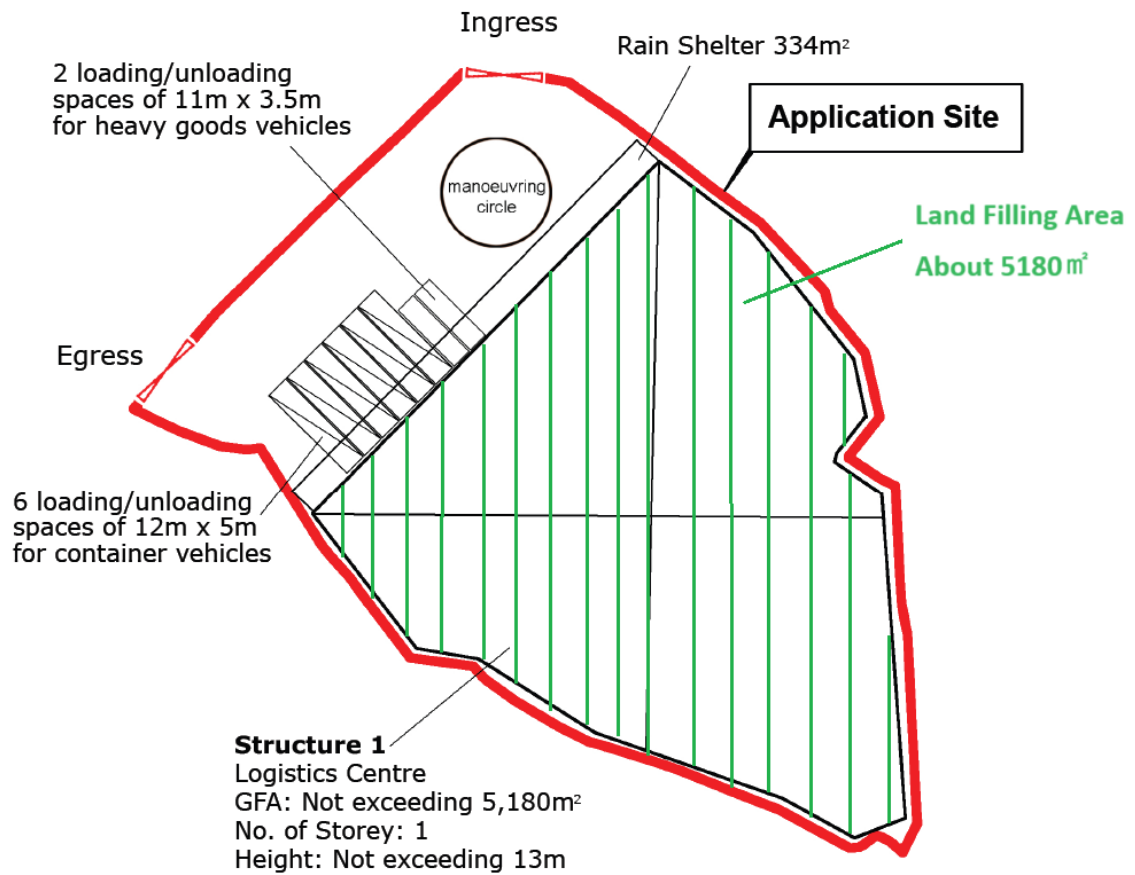 Ingress
Rain Shelter 334m²
2 loading/unloading
spaces of 11m x 3.5m
for heavy goods vehicles
Application Site
manoeuvring
circle
Land Filling Area
About 5180㎡
Egress
6 loading/unloading
spaces of 12m x 5m
for container vehicles
Structure 1
Logistics Centre
GFA: Not exceeding 5,180m²
No. of Storey: 1
Height: Not exceeding 13m